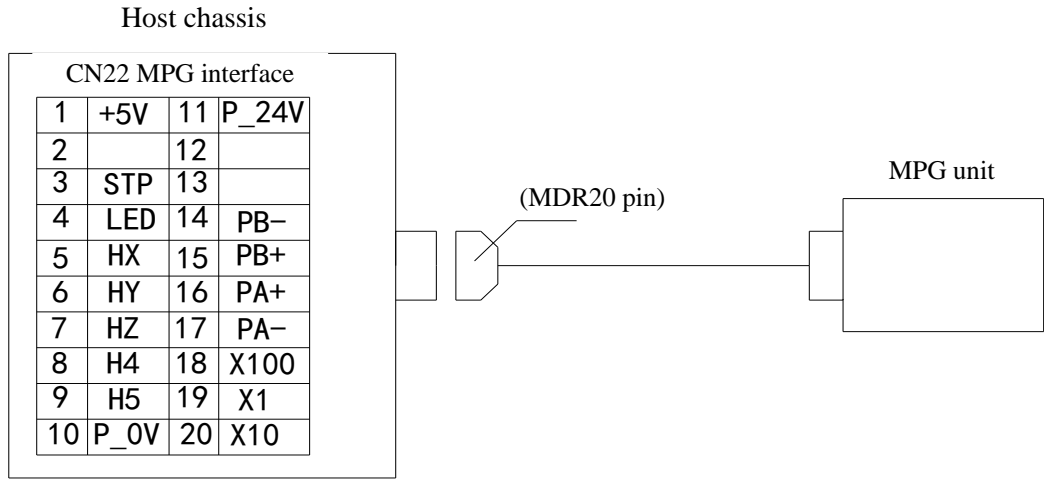 Host chassis
CN22 MPG interface
1 +5V 11 P_24V
2 12
3 STP 13
4 LED 14 PB-
5 HX 15 PB+
6 HY 16 PA+
7 HZ 17 PA-
8 H4 18 X100
9 H5 19 X1
10 P_0V 20 X10
(MDR20 pin)
MPG unit